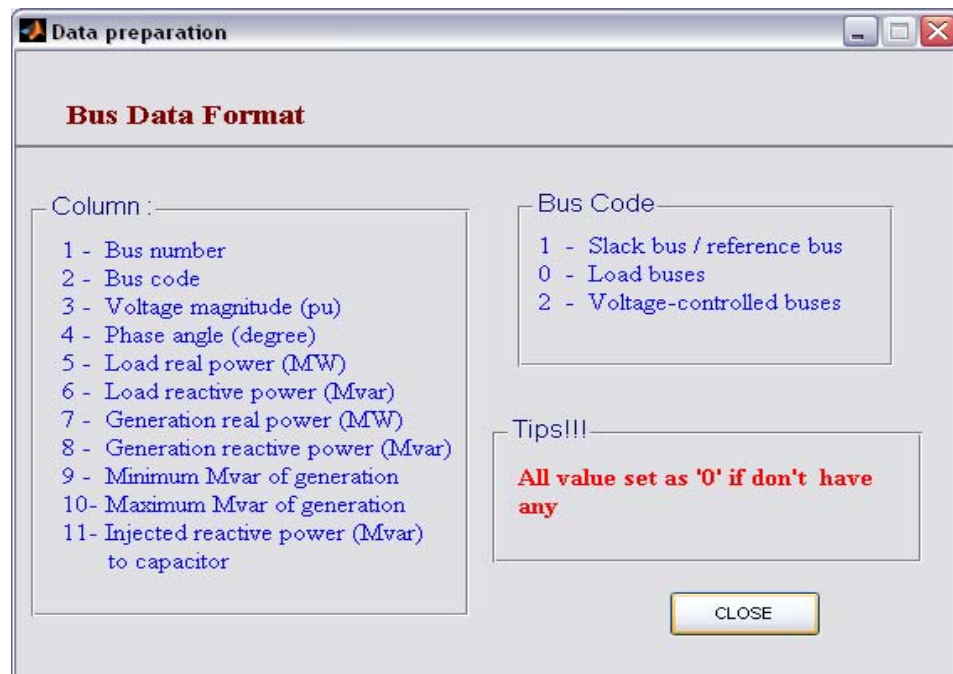 Data preparation
Bus Data Format
Column :
1 - Bus number
2 - Bus code
3 - Voltage magnitude (pu)
4 - Phase angle (degree)
5 - Load real power (MW)
6 - Load reactive power (Mvar)
7 - Generation real power (MW)
8 - Generation reactive power (Mvar)
9 - Minimum Mvar of generation
10- Maximum Mvar of generation
11- Injected reactive power (Mvar)
to capacitor
Bus Code
1 - Slack bus / reference bus
0 - Load buses
2 - Voltage-controlled buses
Tips!!!
All value set as '0' if don't have
any
CLOSE